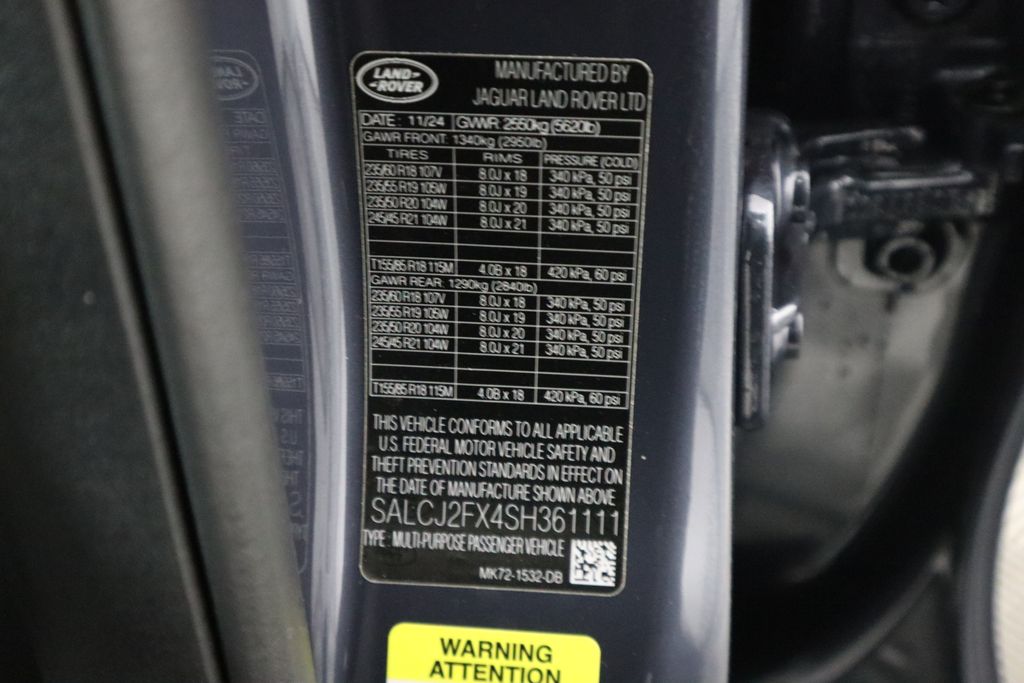 LAND ROVER
MANUFACTURED BY
JAGUAR LAND ROVER LTD
DATE: 11/24 GVWR 2550kg (5620lb)
GAWR FRONT: 1340kg (2950lb)
TIRES RIMS PRESSURE (COLD)
235/60 R18 107V 8.0J x 18 340 kPa, 50 psi
235/55 R19 105W 8.0J x 19 340 kPa, 50 psi
235/50 R20 104W 8.0J x 20 340 kPa, 50 psi
245/45 R21 104W 8.0J x 21 340 kPa, 50 psi
T155/85 R18 115M 4.0B x 18 420 kPa, 60 psi
GAWR REAR: 1290kg (2840lb)
235/60 R18 107V 8.0J x 18 340 kPa, 50 psi
235/55 R19 105W 8.0J x 19 340 kPa, 50 psi
235/50 R20 104W 8.0J x 20 340 kPa, 50 psi
245/45 R21 104W 8.0J x 21 340 kPa, 50 psi
T155/85 R18 115M 4.0B x 18 420 kPa, 60 psi
THIS VEHICLE CONFORMS TO ALL APPLICABLE
U.S. FEDERAL MOTOR VEHICLE SAFETY AND
THEFT PREVENTION STANDARDS IN EFFECT ON
THE DATE OF MANUFACTURE SHOWN ABOVE
SALCJ2FX4SH361111
TYPE: MULTI-PURPOSE PASSENGER VEHICLE
MK72-1532-DB
WARNING
ATTENTION